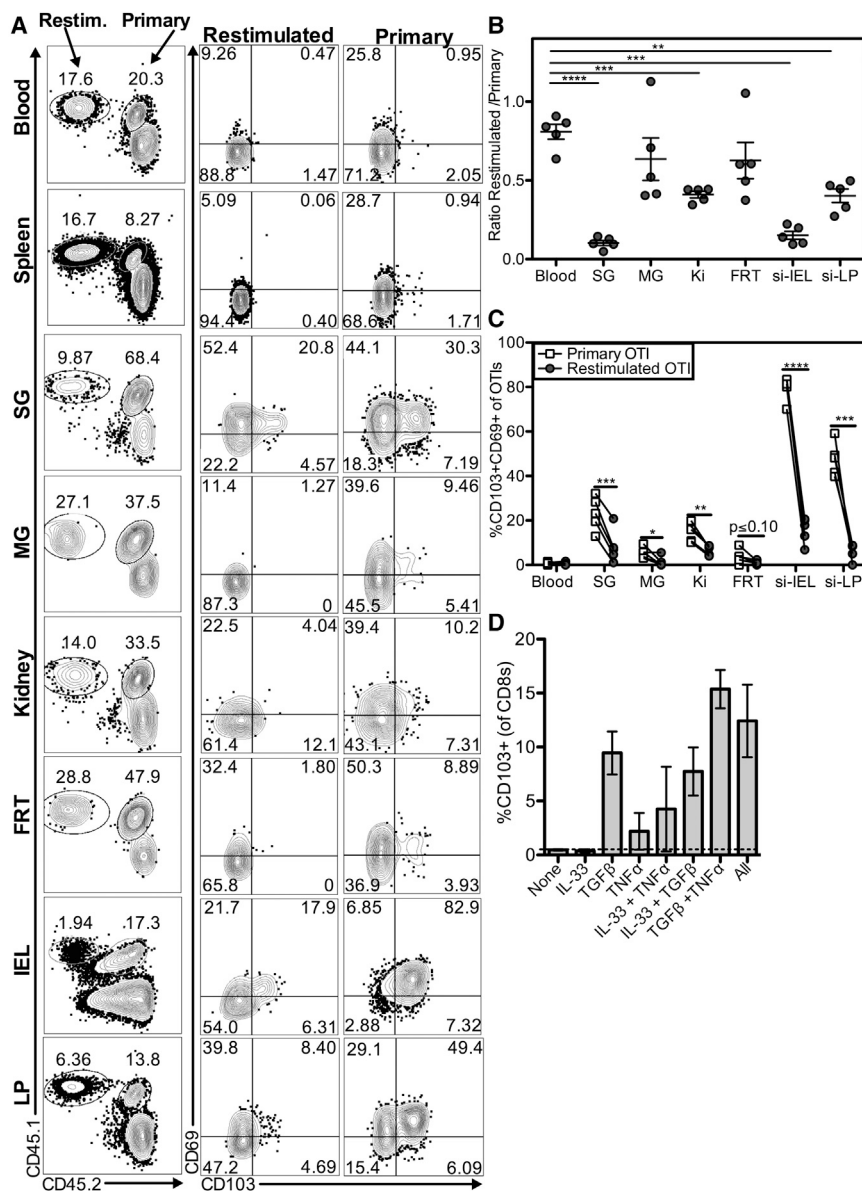 A
Restim. Primary
Restimulated Primary
Blood
17.6 20.3
9.26 0.47
88.8 1.47
25.8 0.95
71.2 2.05
Spleen
16.7 8.27
5.09 0.06
94.4 0.40
28.7 0.94
68.6 1.71
SG
9.87 68.4
52.4 20.8
22.2 4.57
44.1 30.3
18.3 7.19
MG
27.1 37.5
11.4 1.27
87.3 0
39.6 9.46
45.5 5.41
Kidney
14.0 33.5
22.5 4.04
61.4 12.1
39.4 10.2
43.1 7.31
FRT
28.8 47.9
32.4 1.80
65.8 0
50.3 8.89
36.9 3.93
IEL
1.94 17.3
21.7 17.9
54.0 6.31
6.85 82.9
2.88 7.32
LP
6.36 13.8
39.8 8.40
47.2 4.69
29.1 49.4
15.4 6.09
CD45.1
CD45.2
CD69
CD103
B
Ratio Restimulated /Primary
1.0
0.5
0.0
**
***
***
****
Blood SG MG Ki FRT si-IEL si-LP
C
%CD103+CD69+ of OTIs
100
80
60
40
20
0
Primary OTI
Restimulated OTI
*** * ** p≤0.10 **** ***
Blood SG MG Ki FRT si-IEL si-LP
D
%CD103+ (of CD8s)
20
15
10
5
0
None
IL-33
TGFβ
TNFα
IL-33 + TNFα
IL-33 + TGFβ
TGFβ +TNFα
All